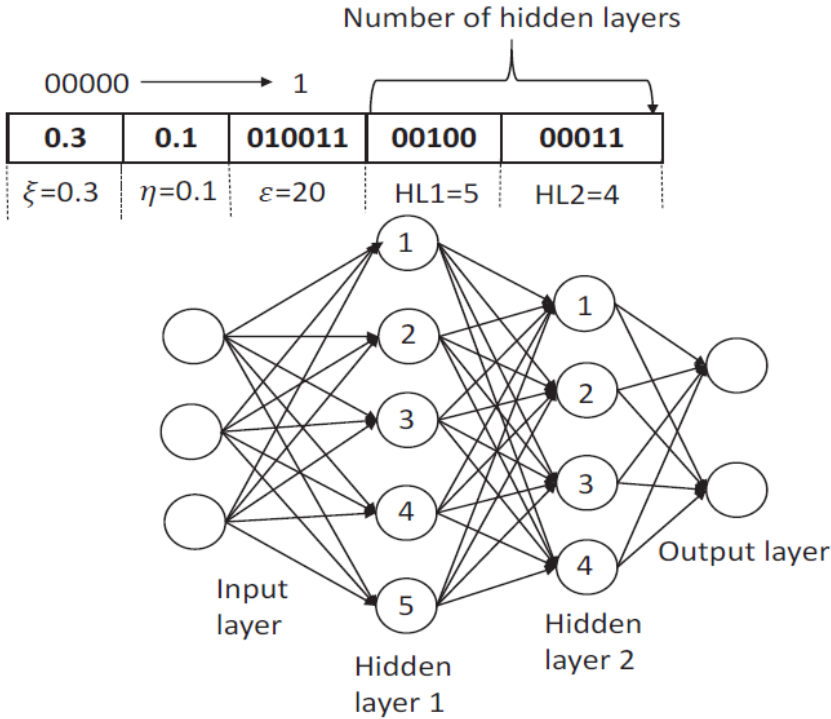 Number of hidden layers
00000 1
0.3 0.1 010011 00100 00011
ξ=0.3 η=0.1 ε=20 HL1=5 HL2=4
1
2
3
4
5
1
2
3
4
Input
layer
Hidden
layer 1
Hidden
layer 2
Output layer